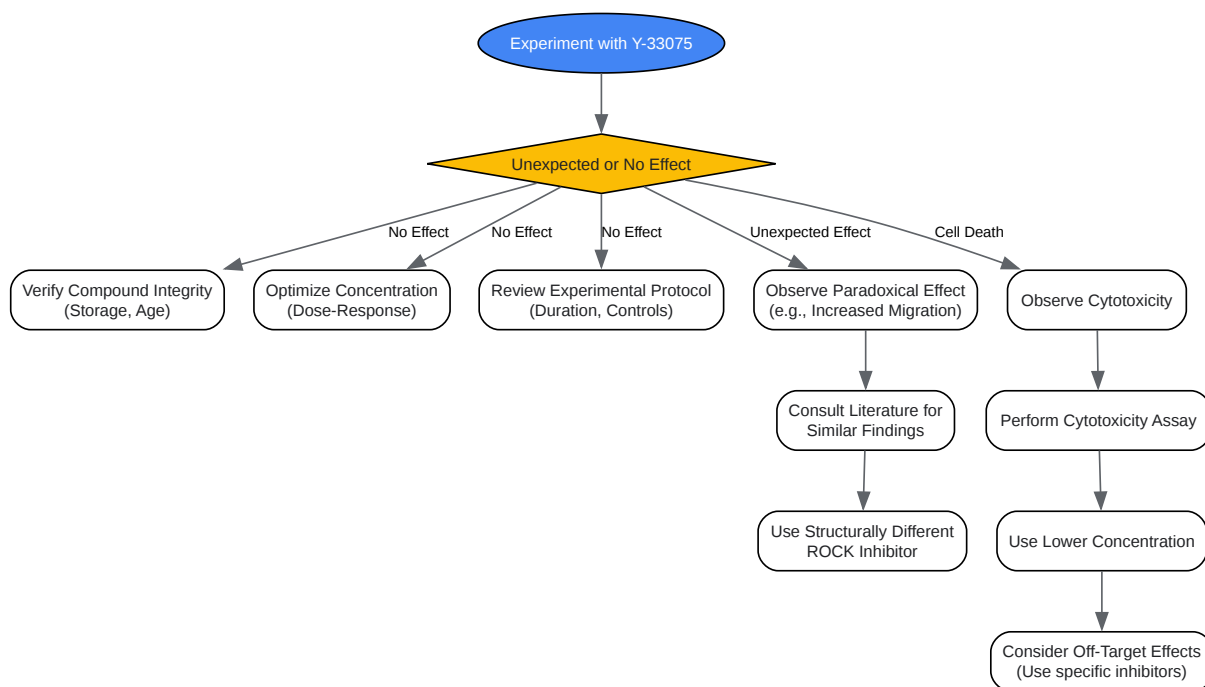 Experiment with Y-33075
Unexpected or No Effect
No Effect
No Effect
No Effect
Unexpected Effect
Cell Death
Verify Compound Integrity
(Storage, Age)
Optimize Concentration
(Dose-Response)
Review Experimental Protocol
(Duration, Controls)
Observe Paradoxical Effect
(e.g., Increased Migration)
Observe Cytotoxicity
Consult Literature for
Similar Findings
Perform Cytotoxicity Assay
Use Structurally Different
ROCK Inhibitor
Use Lower Concentration
Consider Off-Target Effects
(Use specific inhibitors)